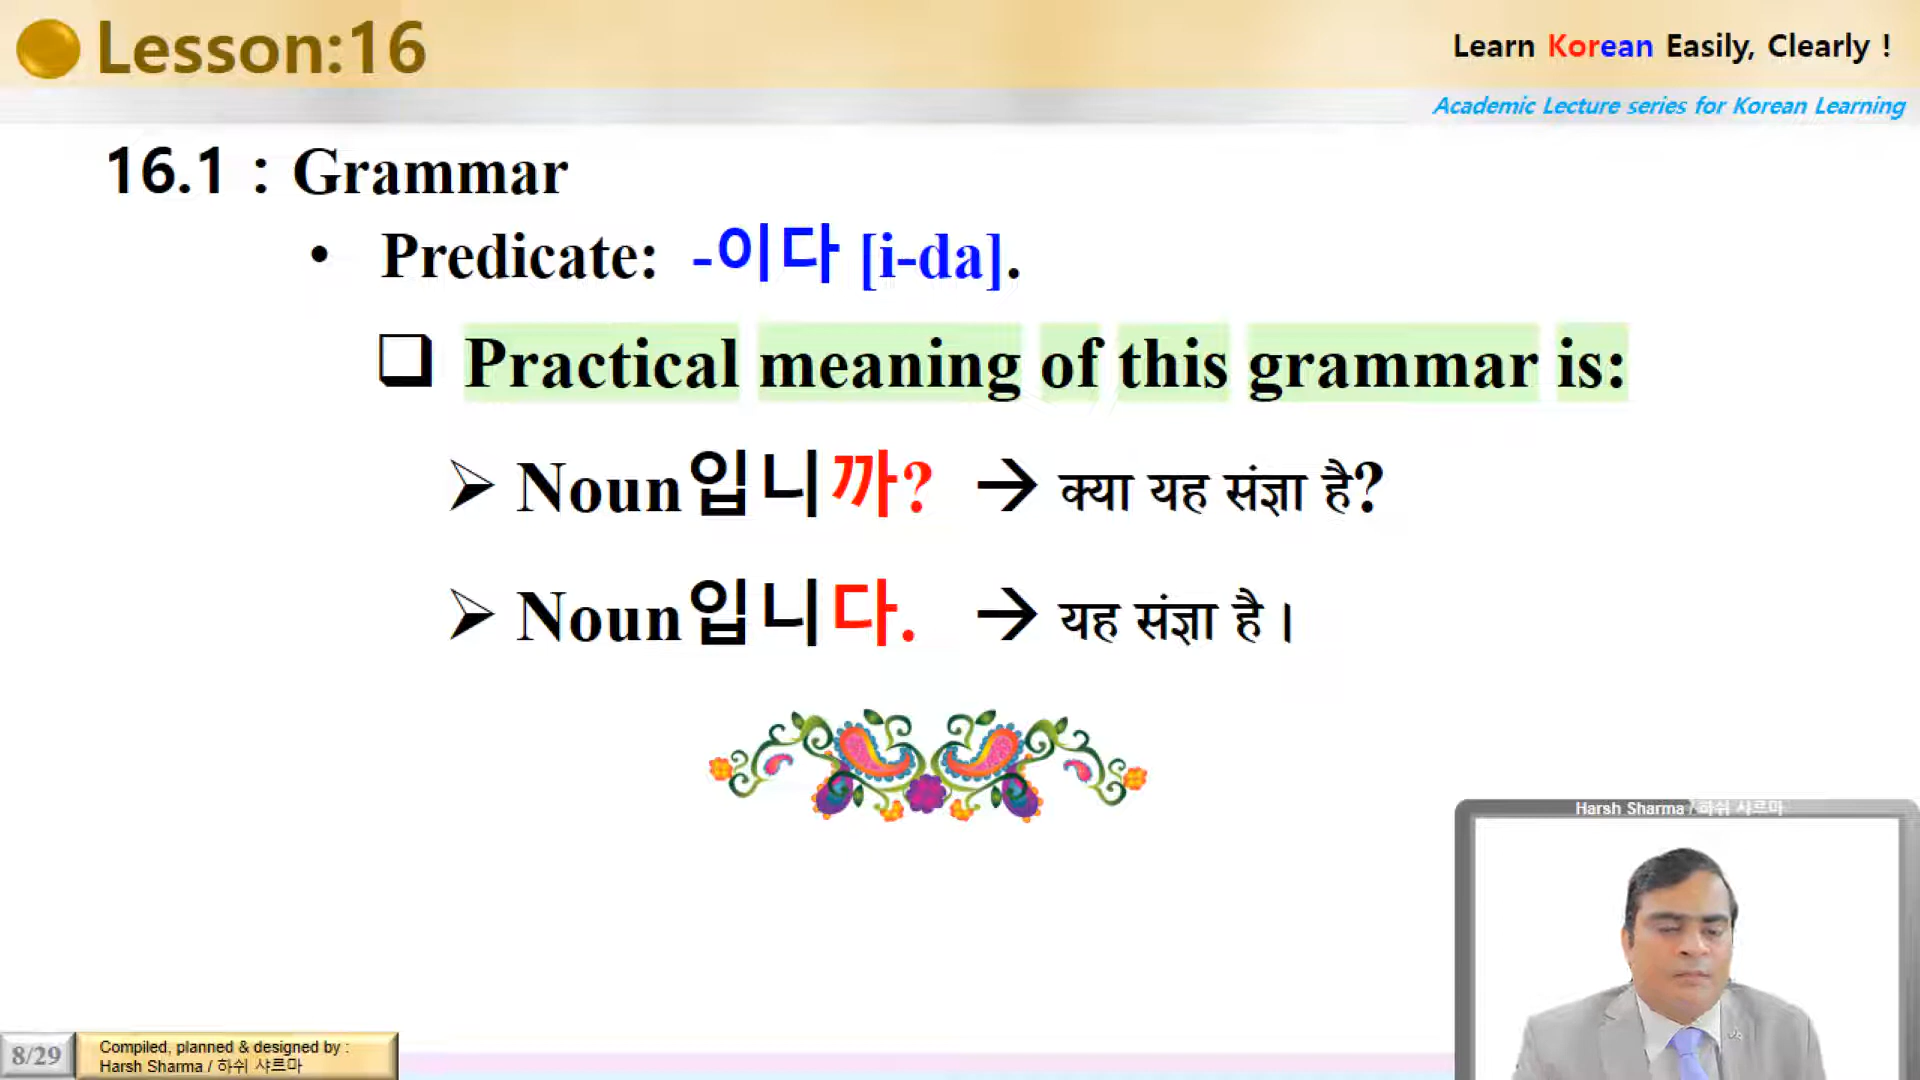 Lesson:16
Learn Korean Easily, Clearly !
Academic Lecture series for Korean Learning
16.1 : Grammar
• Predicate: -이다 [i-da].
❑ Practical meaning of this grammar is:
➢ Noun입니까? → क्या यह संज्ञा है?
➢ Noun입니다. → यह संज्ञा है।
Harsh Sharma / 하쉬 샤르마
8/29
Compiled, planned & designed by :
Harsh Sharma / 하쉬 샤르마